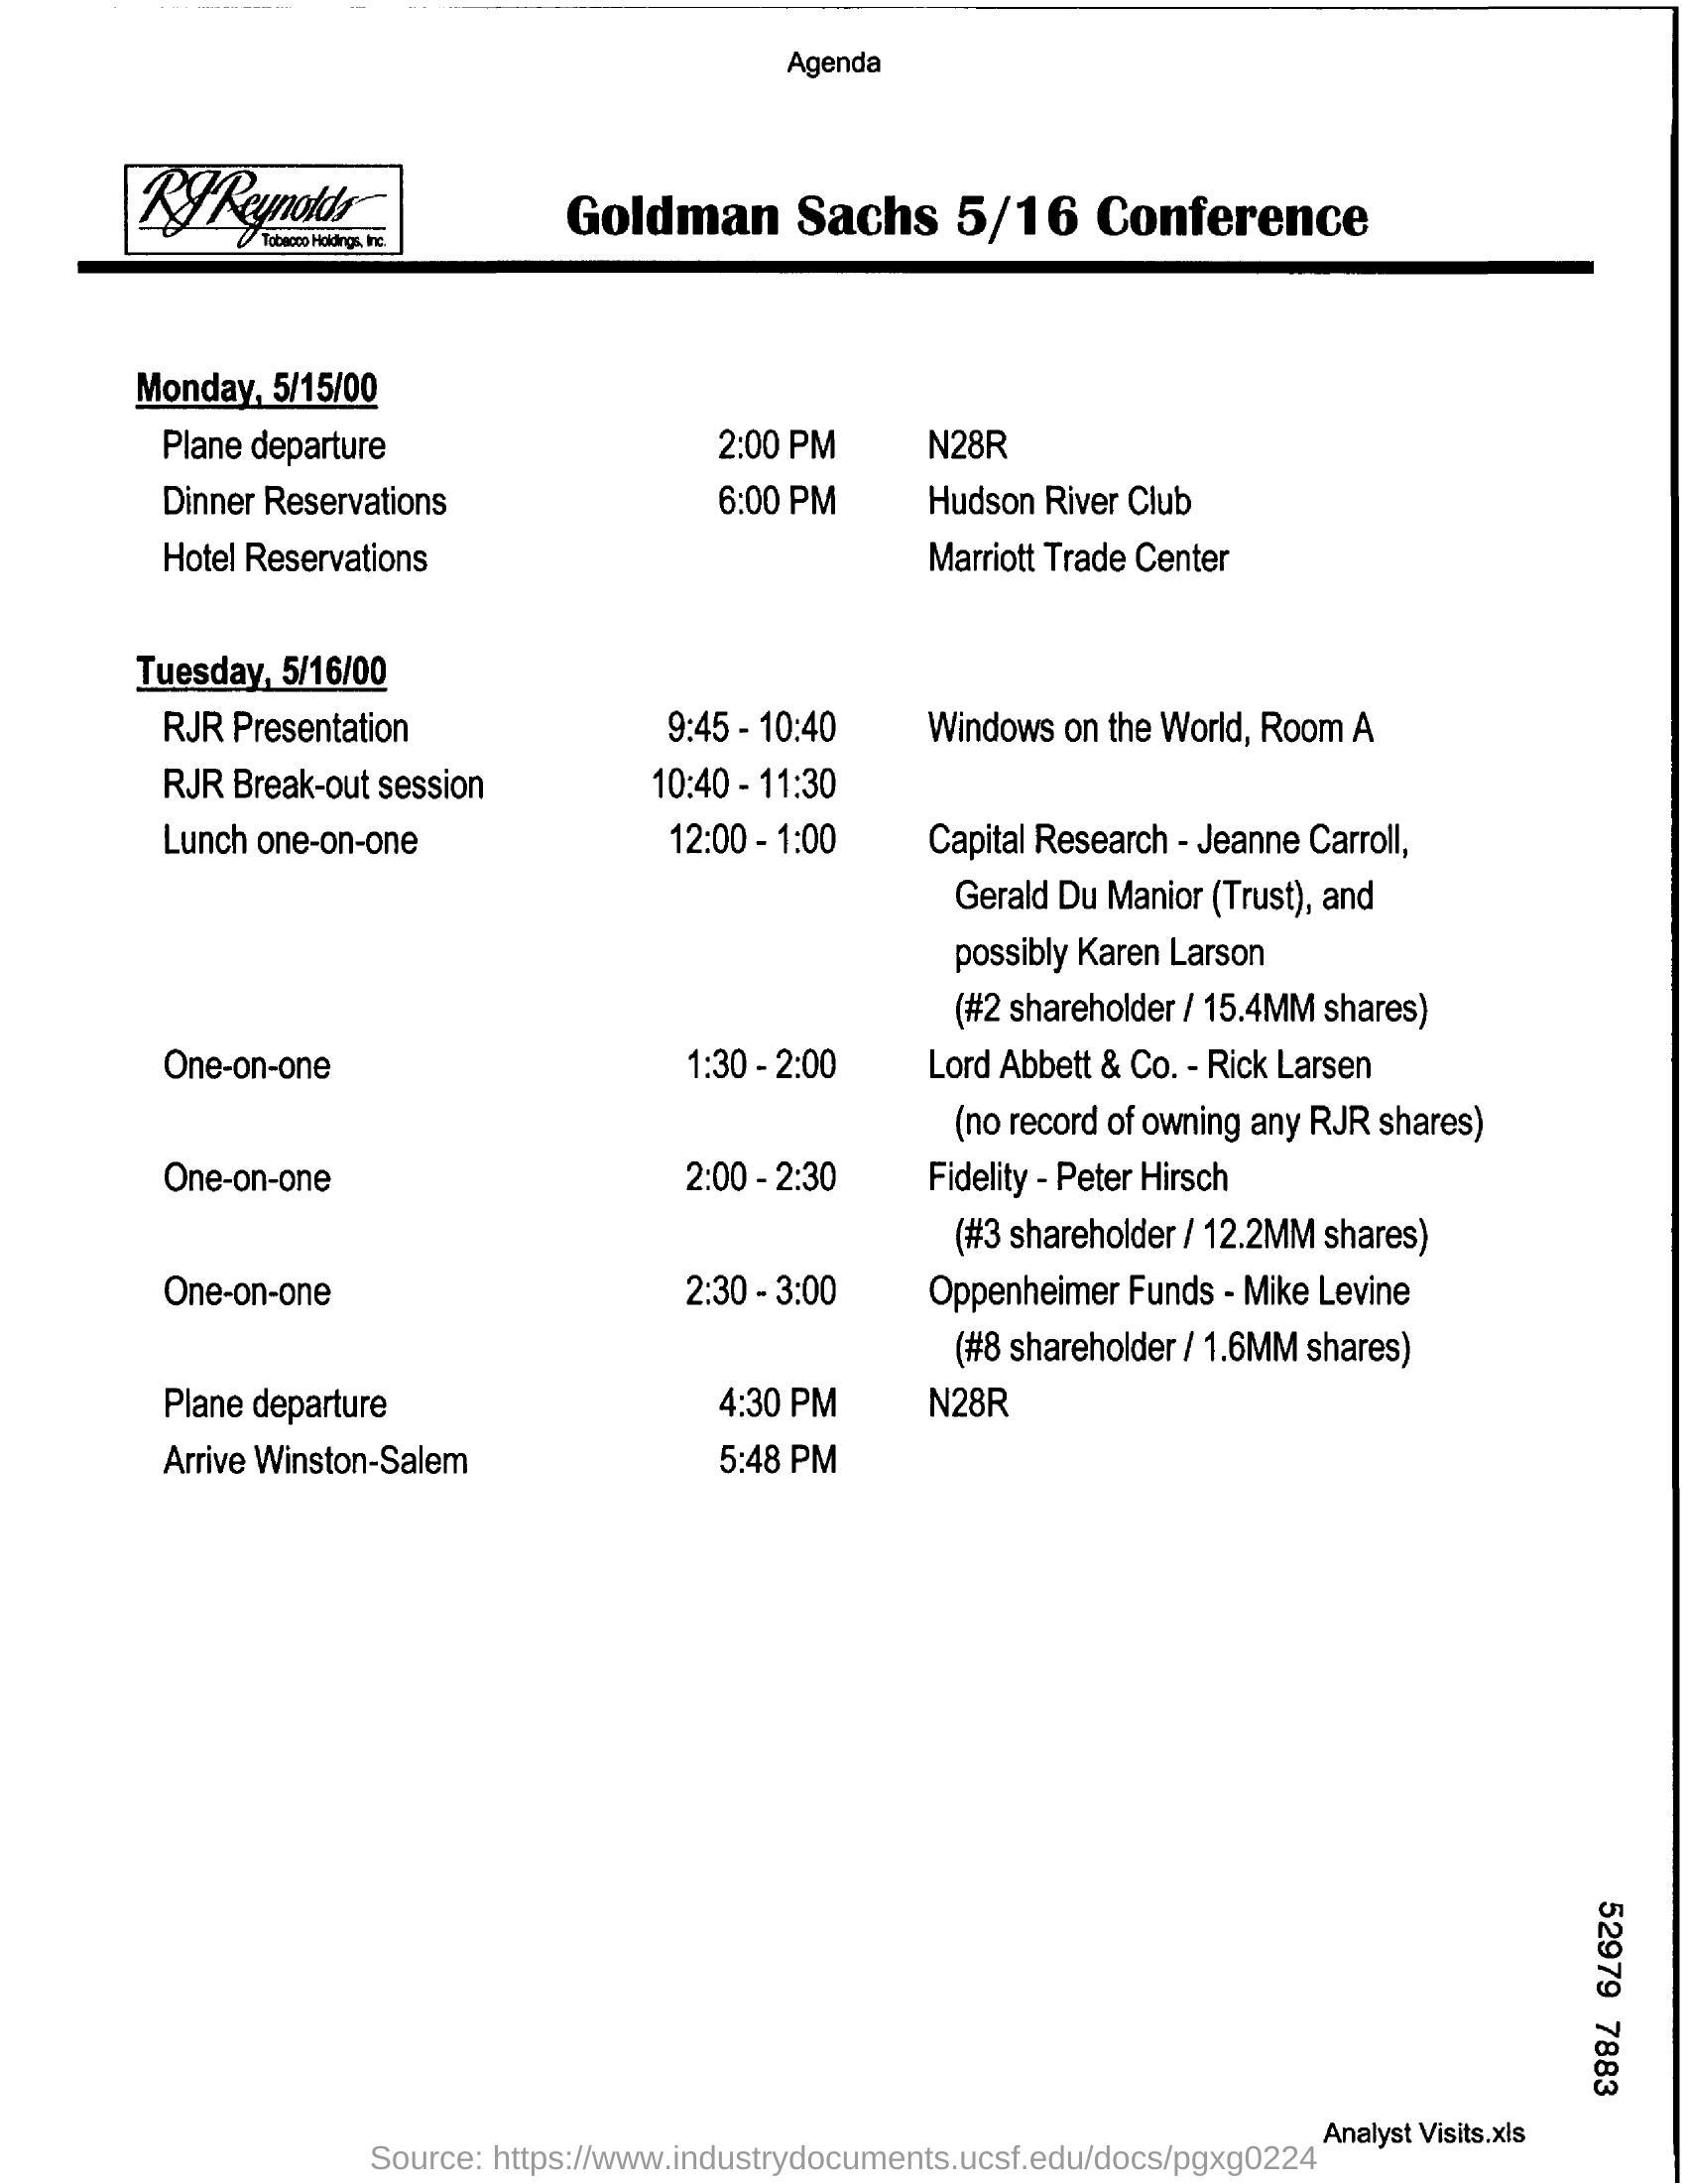 Agenda
RJReynolds
Tobacco Holdings, Inc.
Goldman Sachs 5/16 Conference
Monday, 5/15/00
Plane departure 2:00 PM N28R
Dinner Reservations 6:00 PM Hudson River Club
Hotel Reservations Marriott Trade Center
Tuesday, 5/16/00
RJR Presentation 9:45 - 10:40 Windows on the World, Room A
RJR Break-out session 10:40 - 11:30
Lunch one-on-one 12:00 - 1:00 Capital Research - Jeanne Carroll,
Gerald Du Manior (Trust), and
possibly Karen Larson
(#2 shareholder / 15.4MM shares)
One-on-one 1:30 - 2:00 Lord Abbett & Co. - Rick Larsen
(no record of owning any RJR shares)
One-on-one 2:00 - 2:30 Fidelity - Peter Hirsch
(#3 shareholder / 12.2MM shares)
One-on-one 2:30 - 3:00 Oppenheimer Funds - Mike Levine
(#8 shareholder / 1.6MM shares)
Plane departure 4:30 PM N28R
Arrive Winston-Salem 5:48 PM
52979 7883
Analyst Visits.xls
Source: https://www.industrydocuments.ucsf.edu/docs/pgxg0224